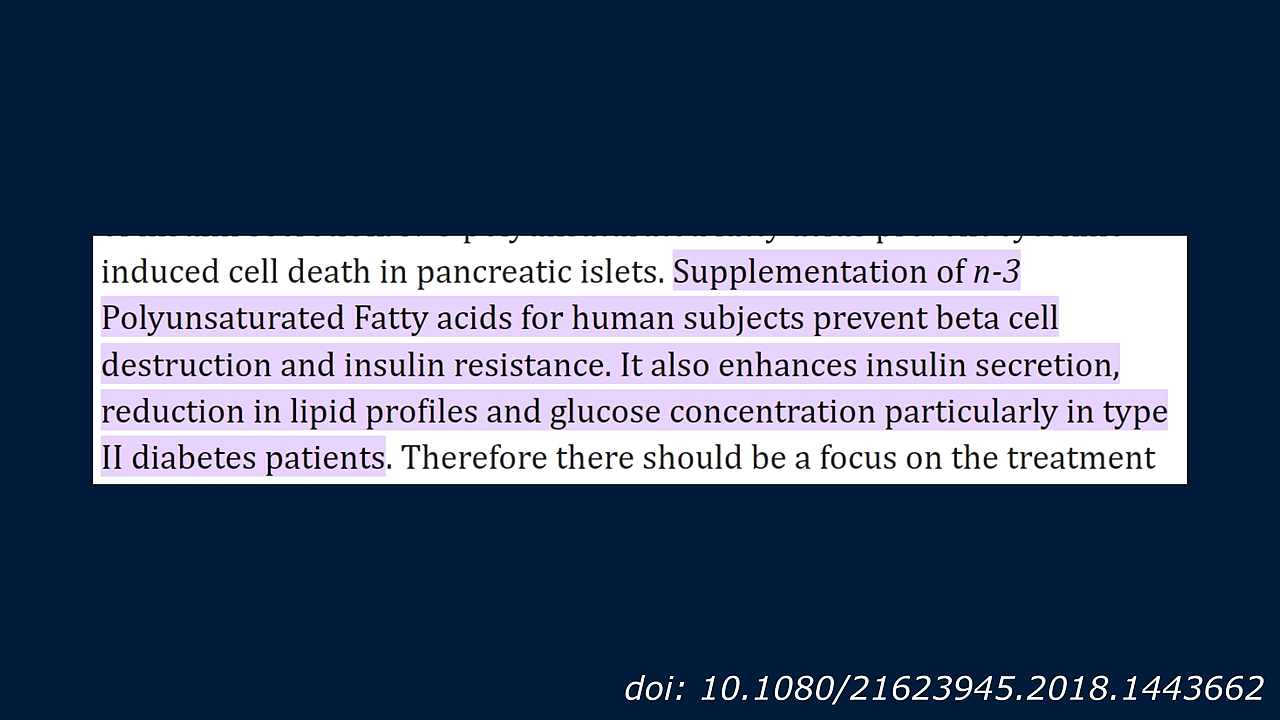 induced cell death in pancreatic islets. Supplementation of n-3
Polyunsaturated Fatty acids for human subjects prevent beta cell
destruction and insulin resistance. It also enhances insulin secretion,
reduction in lipid profiles and glucose concentration particularly in type
II diabetes patients. Therefore there should be a focus on the treatment
doi: 10.1080/21623945.2018.1443662